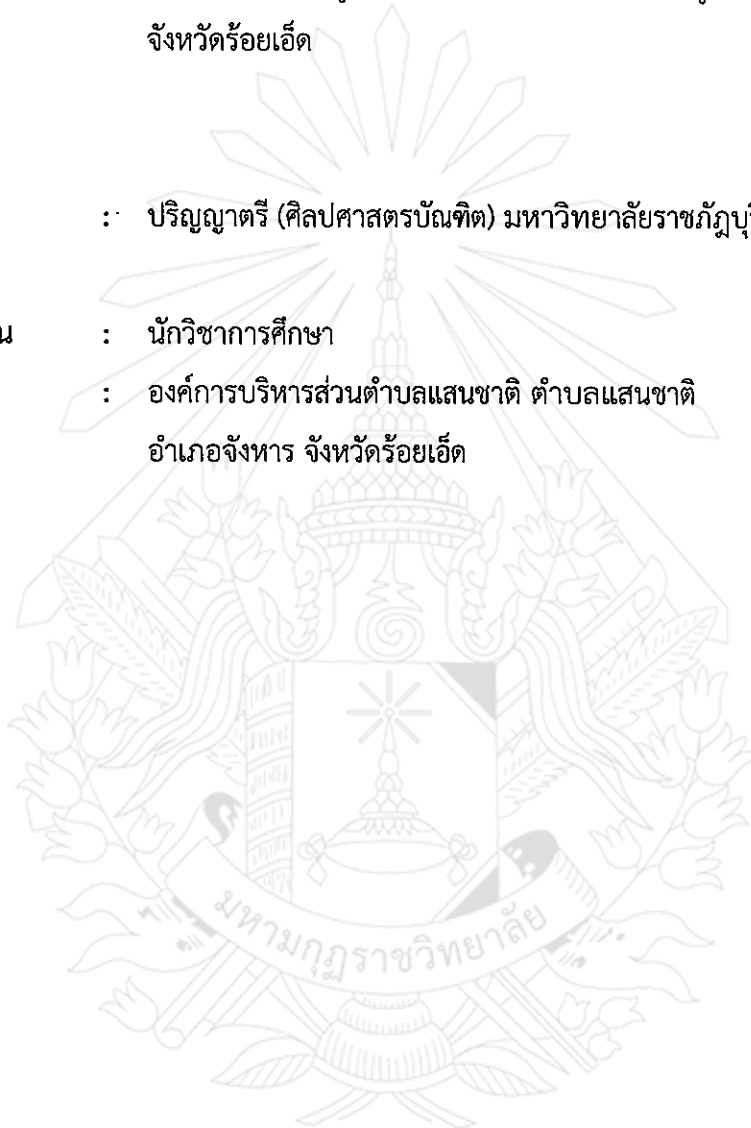 จังหวัดร้อยเอ็ด
: ปริญญาตรี (ศิลปศาสตรบัณฑิต) มหาวิทยาลัยราชภัฏบุรี
: นักวิชาการศึกษา
: องค์การบริหารส่วนตำบลแสนชาติ ตำบลแสนชาติ
อำเภอจังหาร จังหวัดร้อยเอ็ด
มหามกุฏราชวิทยาลัย